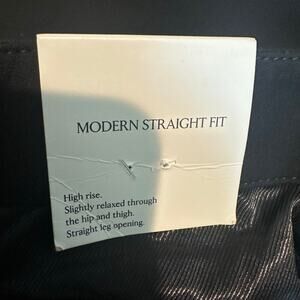 MODERN STRAIGHT FIT
High rise.
Slightly relaxed through
the hip and thigh.
Straight leg opening.